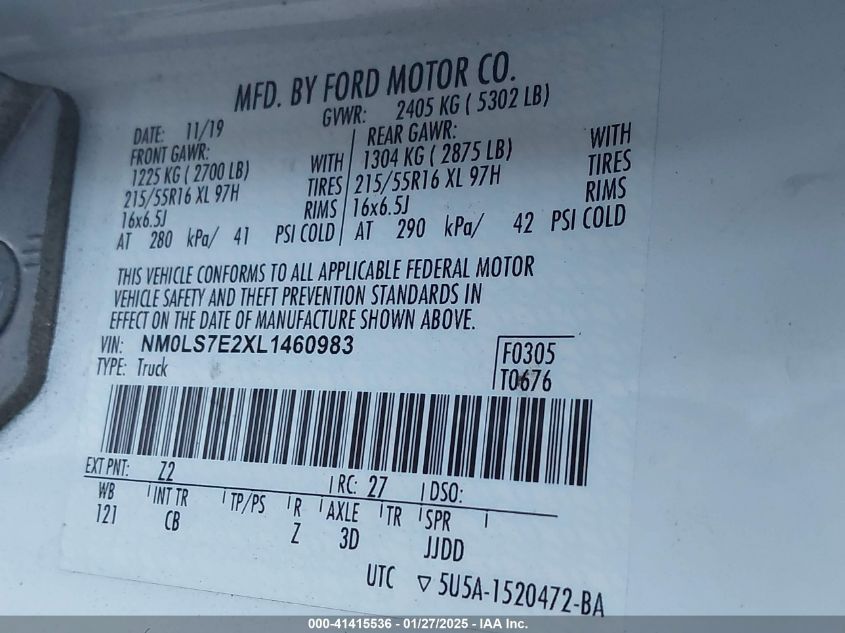 MFD. BY FORD MOTOR CO.
DATE: 11/19 GVWR: 2405 KG ( 5302 LB)
FRONT GAWR: REAR GAWR:
1225 KG ( 2700 LB) WITH 1304 KG ( 2875 LB) WITH
215/55R16 XL 97H TIRES 215/55R16 XL 97H TIRES
16x6.5J RIMS 16x6.5J RIMS
AT 280 kPa/ 41 PSI COLD AT 290 kPa/ 42 PSI COLD
THIS VEHICLE CONFORMS TO ALL APPLICABLE FEDERAL MOTOR
VEHICLE SAFETY AND THEFT PREVENTION STANDARDS IN
EFFECT ON THE DATE OF MANUFACTURE SHOWN ABOVE.
VIN: NM0LS7E2XL1460983 F0305
TYPE: Truck T0676
EXT PNT: Z2 RC: 27 DSO:
WB INT TR TP/PS R AXLE TR SPR
121 CB Z 3D JJDD
UTC ▽ 5U5A-1520472-BA
000-41415536 - 01/27/2025 - IAA Inc.